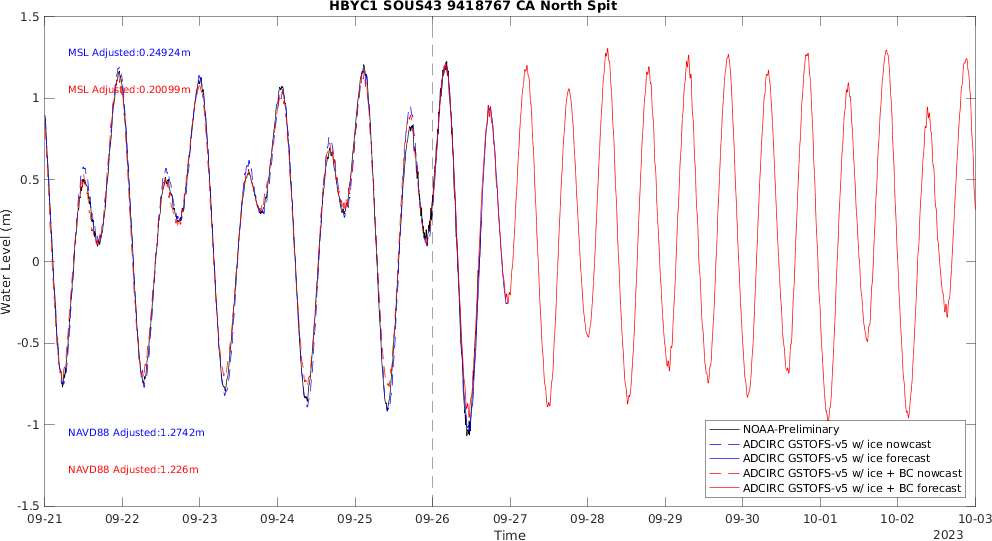 HBYC1 SOUS43 9418767 CA North Spit
1.5
1
0.5
0
-0.5
-1
-1.5
Water Level (m)
MSL Adjusted:0.24924m
MSL Adjusted:0.20099m
NAVD88 Adjusted:1.2742m
NAVD88 Adjusted:1.226m
NOAA-Preliminary
ADCIRC GSTOFS-v5 w/ ice nowcast
ADCIRC GSTOFS-v5 w/ ice forecast
ADCIRC GSTOFS-v5 w/ ice + BC nowcast
ADCIRC GSTOFS-v5 w/ ice + BC forecast
09-21 09-22 09-23 09-24 09-25 09-26 09-27 09-28 09-29 09-30 10-01 10-02 10-03
Time
2023